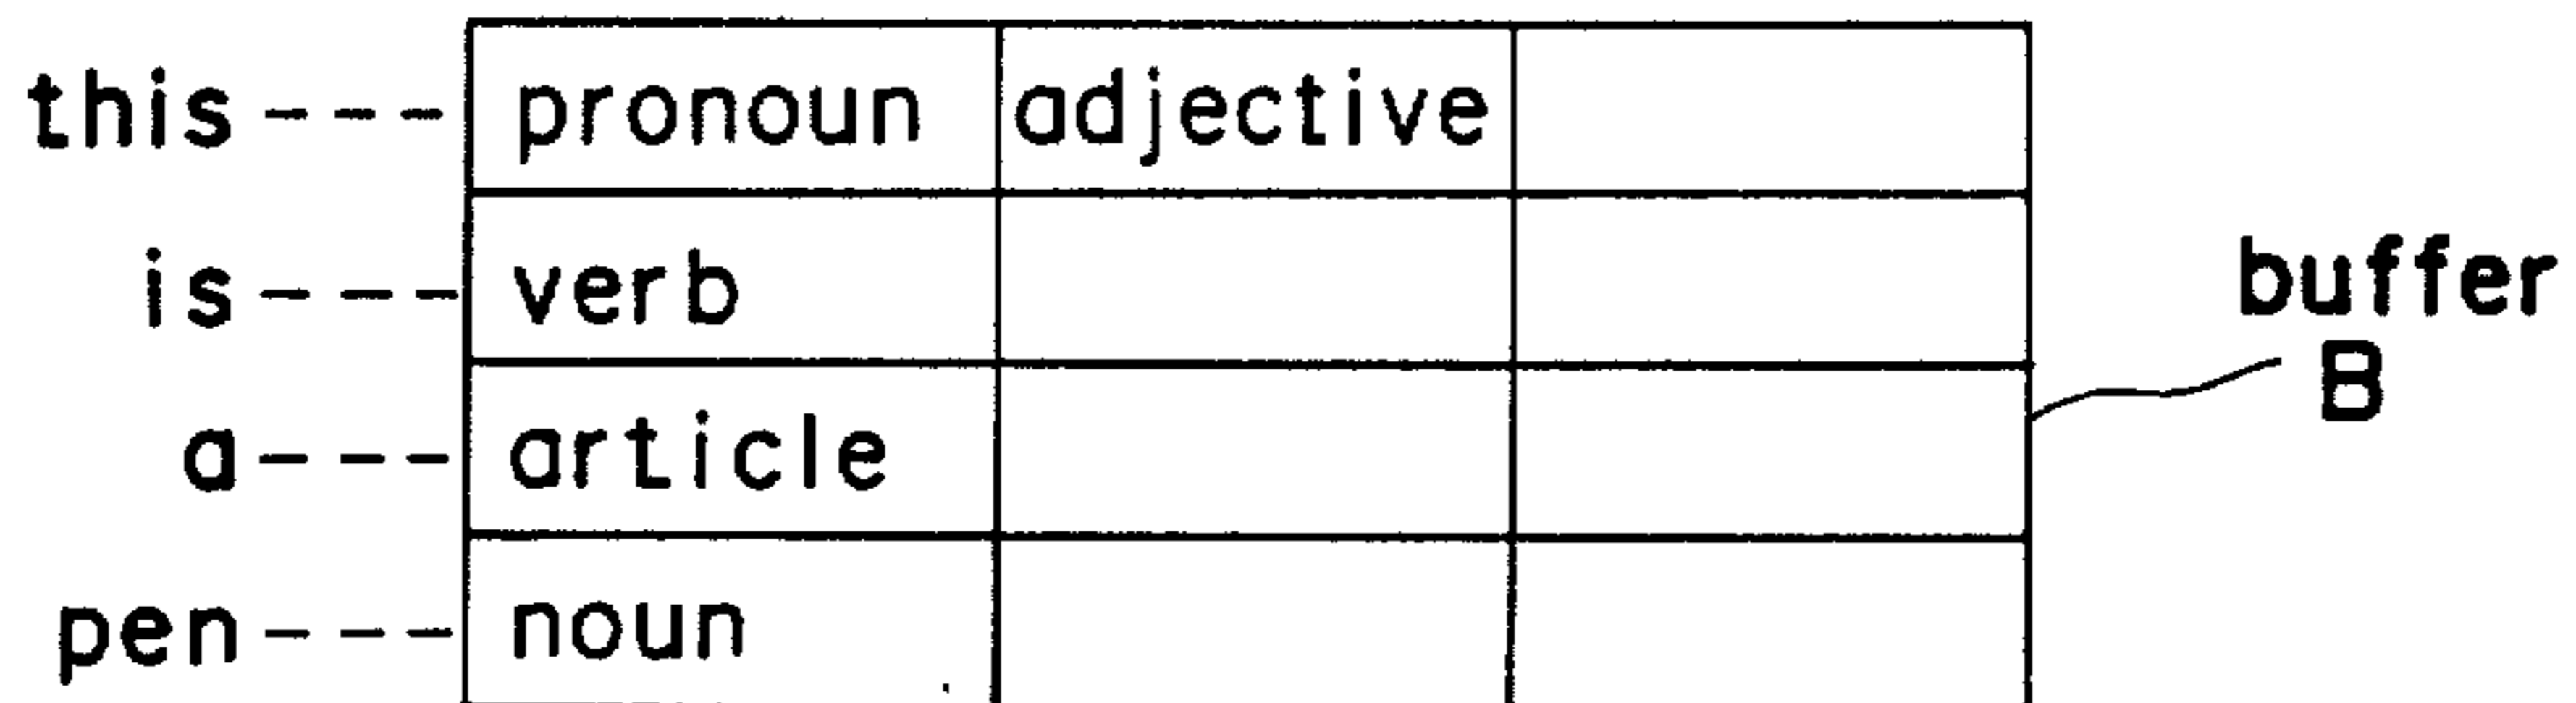 this --- pronoun adjective
is --- verb
buffer
B
a --- article
pen --- noun